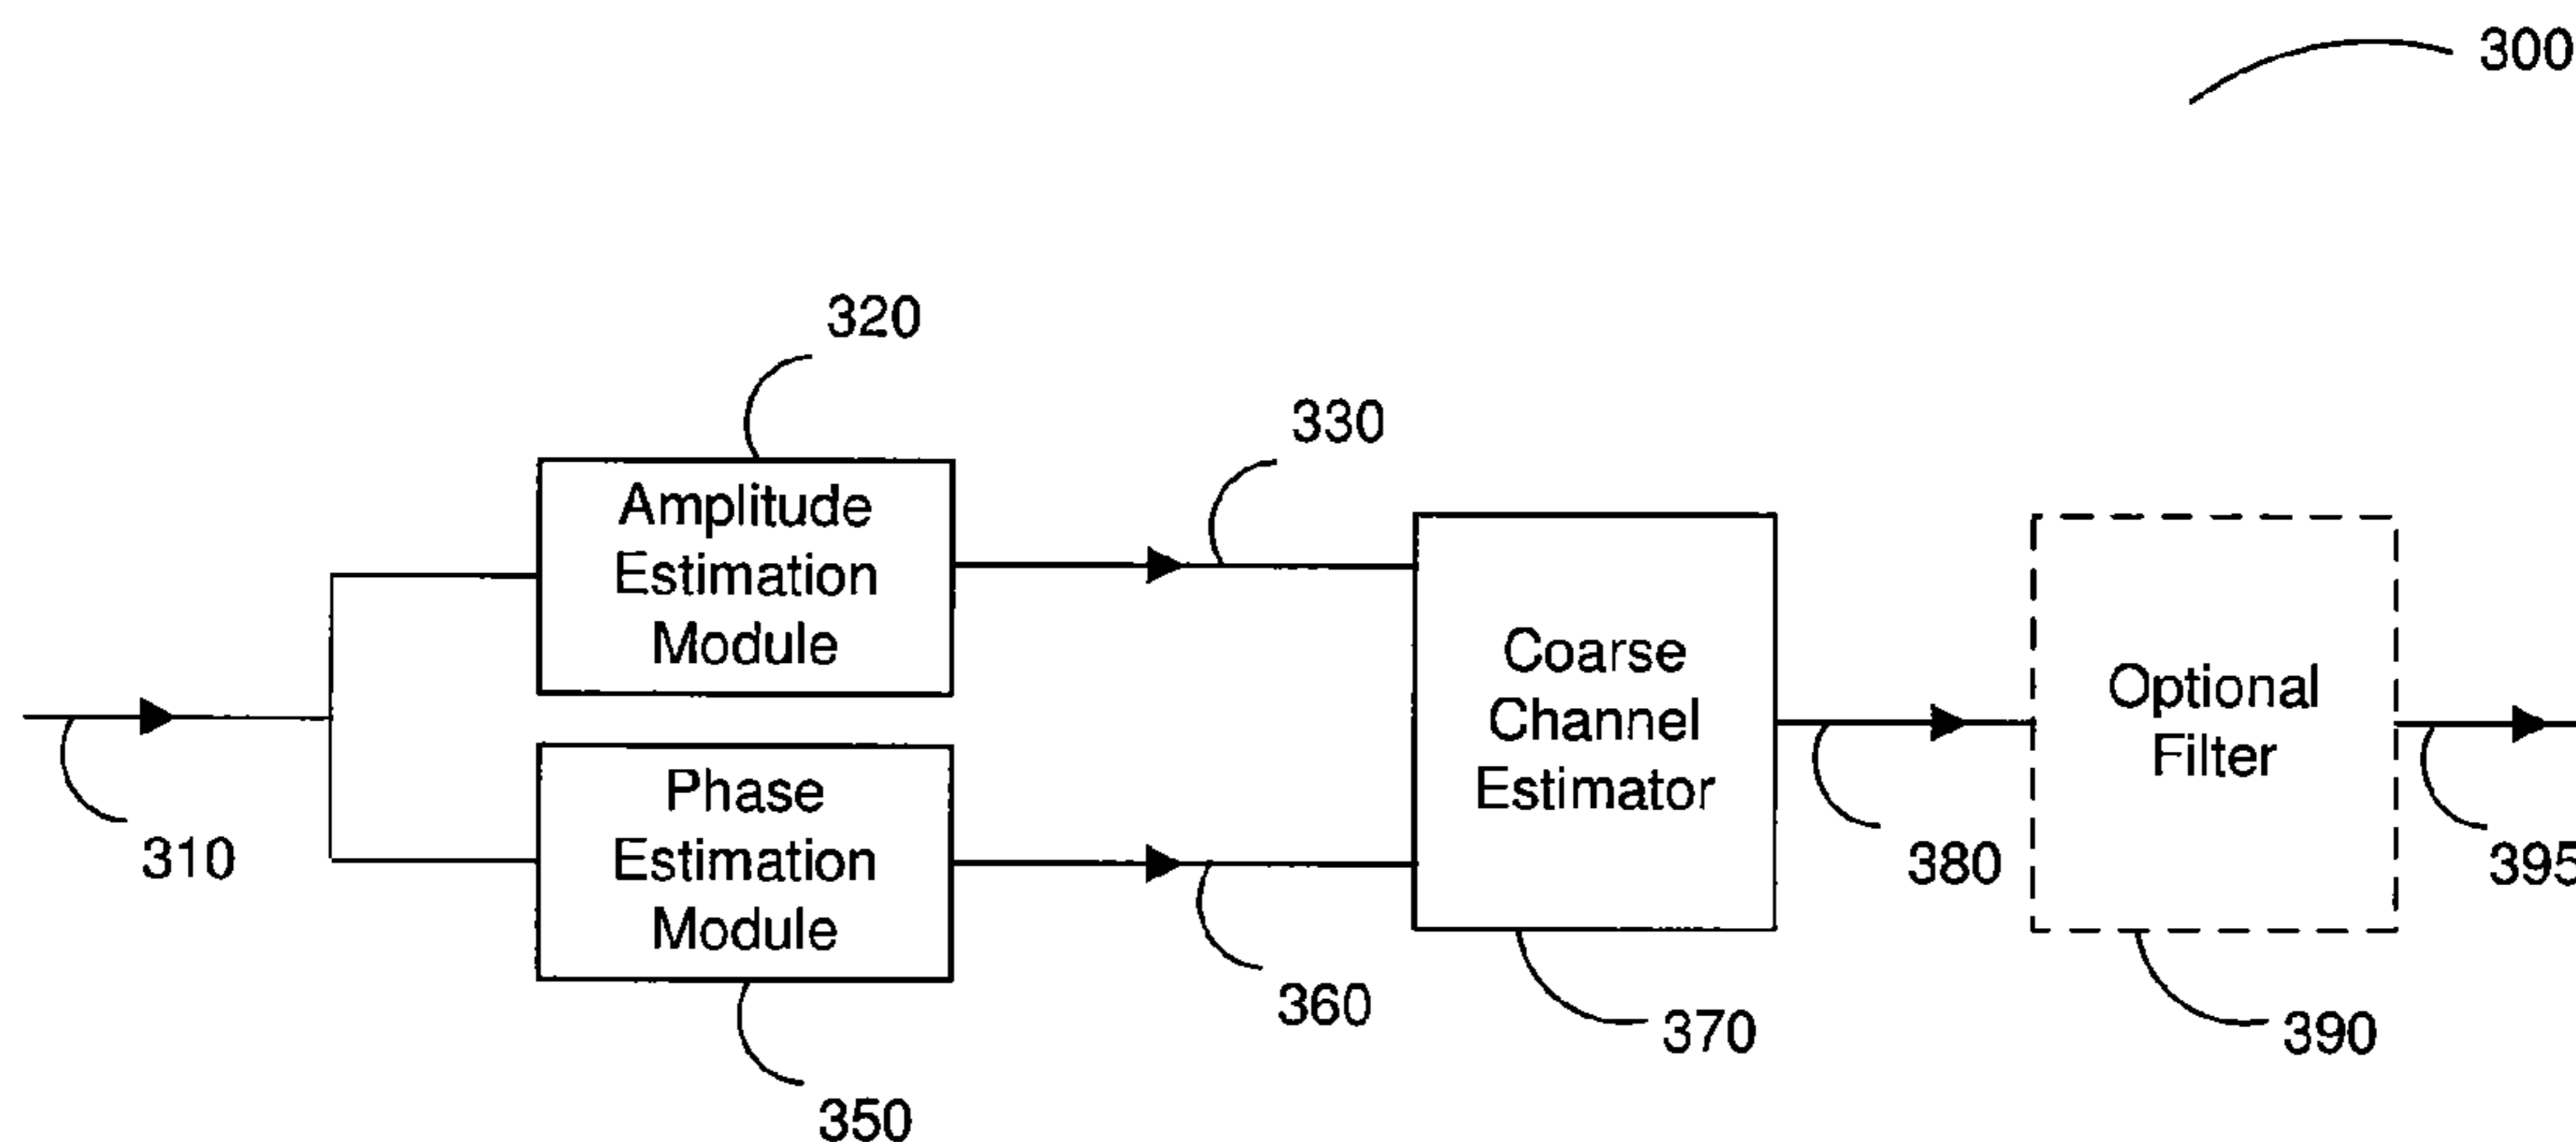 300
320
330
Amplitude
Estimation
Module
Coarse
Channel
Estimator
Optional
Filter
Phase
Estimation
Module
310
360
370
380
390
395
350